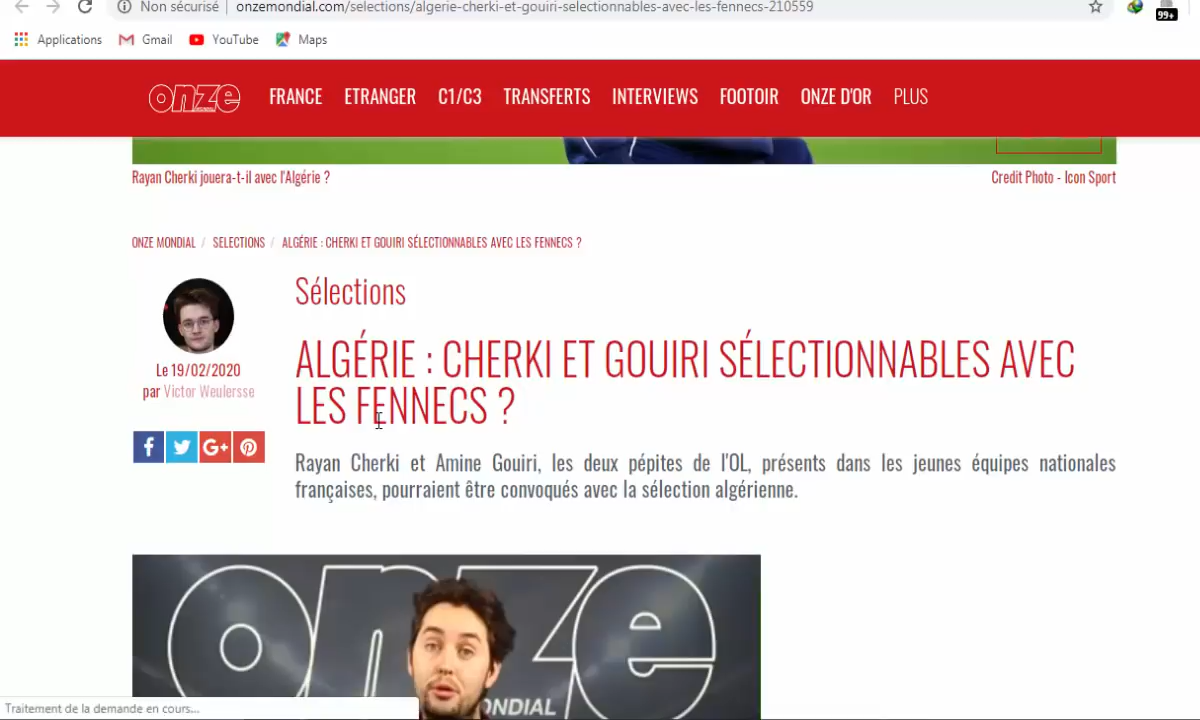 Non sécurisé | onzemondial.com/selections/algerie-cherki-et-gouiri-selectionnables-avec-les-fennecs-210559
99+
Applications Gmail YouTube Maps
onze FRANCE ETRANGER C1/C3 TRANSFERTS INTERVIEWS FOOTOIR ONZE D'OR PLUS
Rayan Cherki jouera-t-il avec l'Algérie ? Credit Photo - Icon Sport
ONZE MONDIAL / SELECTIONS / ALGÉRIE : CHERKI ET GOUIRI SÉLECTIONNABLES AVEC LES FENNECS ?
Sélections
ALGÉRIE : CHERKI ET GOUIRI SÉLECTIONNABLES AVEC
LES FENNECS ?
Le 19/02/2020
par Victor Weulersse
f G+
Rayan Cherki et Amine Gouiri, les deux pépites de l'OL, présents dans les jeunes équipes nationales
françaises, pourraient être convoqués avec la sélection algérienne.
onze
ONDIAL
Traitement de la demande en cours...